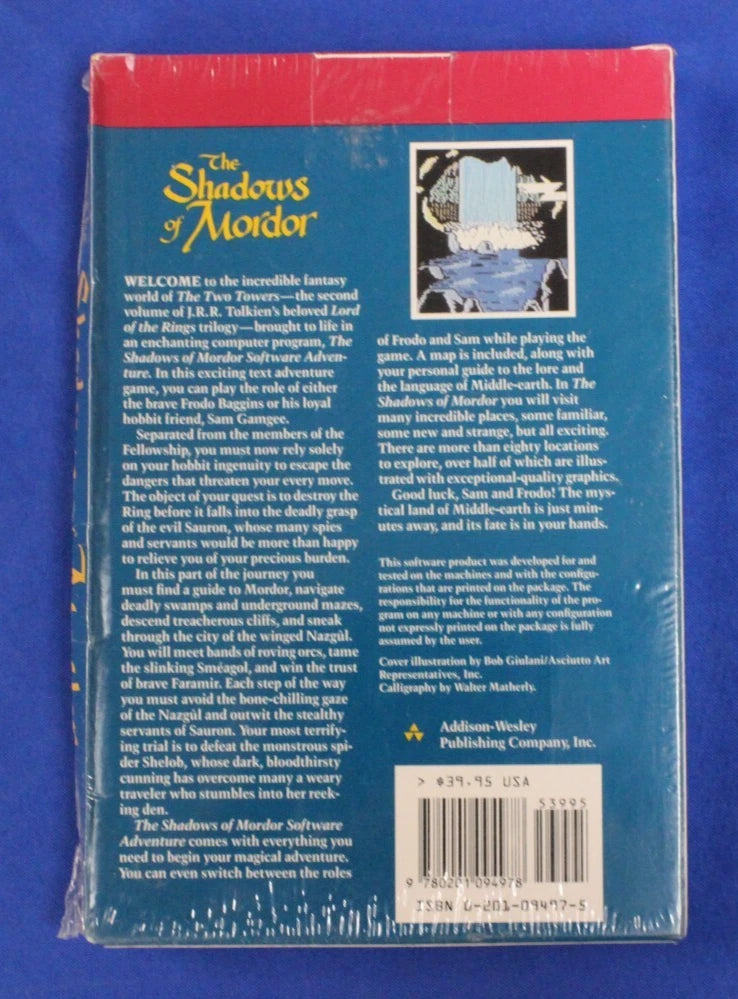 The
Shadows
of Mordor
WELCOME to the incredible fantasy
world of The Two Towers—the second
volume of J.R.R. Tolkien's beloved Lord
of the Rings trilogy—brought to life in
an enchanting computer program, The
Shadows of Mordor Software Adven-
ture. In this exciting text adventure
game, you can play the role of either
the brave Frodo Baggins or his loyal
hobbit friend, Sam Gamgee.
Separated from the members of the
Fellowship, you must now rely solely
on your hobbit ingenuity to escape the
dangers that threaten your every move.
The object of your quest is to destroy the
Ring before it falls into the deadly grasp
of the evil Sauron, whose many spies
and servants would be more than happy
to relieve you of your precious burden.
In this part of the journey you
must find a guide to Mordor, navigate
deadly swamps and underground mazes,
descend treacherous cliffs, and sneak
through the city of the winged Nazgûl.
You will meet bands of roving orcs, tame
the slinking Sméagol, and win the trust
of brave Faramir. Each step of the way
you must avoid the bone-chilling gaze
of the Nazgûl and outwit the stealthy
servants of Sauron. Your most terrify-
ing trial is to defeat the monstrous spi-
der Shelob, whose dark, bloodthirsty
cunning has overcome many a weary
traveler who stumbles into her reek-
ing den.
The Shadows of Mordor Software
Adventure comes with everything you
need to begin your magical adventure.
You can even switch between the roles
of Frodo and Sam while playing the
game. A map is included, along with
your personal guide to the lore and
the language of Middle-earth. In The
Shadows of Mordor you will visit
many incredible places, some familiar,
some new and strange, but all exciting.
There are more than eighty locations
to explore, over half of which are illus-
trated with exceptional-quality graphics.
Good luck, Sam and Frodo! The mys-
tical land of Middle-earth is just min-
utes away, and its fate is in your hands.
This software product was developed for and
tested on the machines and with the configu-
rations that are printed on the package. The
responsibility for the functionality of the pro-
gram on any machine or with any configuration
not expressly printed on the package is fully
assumed by the user.
Cover illustration by Bob Giulani/Asciutto Art
Representatives, Inc.
Calligraphy by Walter Matherly.
Addison-Wesley
Publishing Company, Inc.
> $39.95 USA
53995
9 780201 094978
ISBN 0-201-09497-5